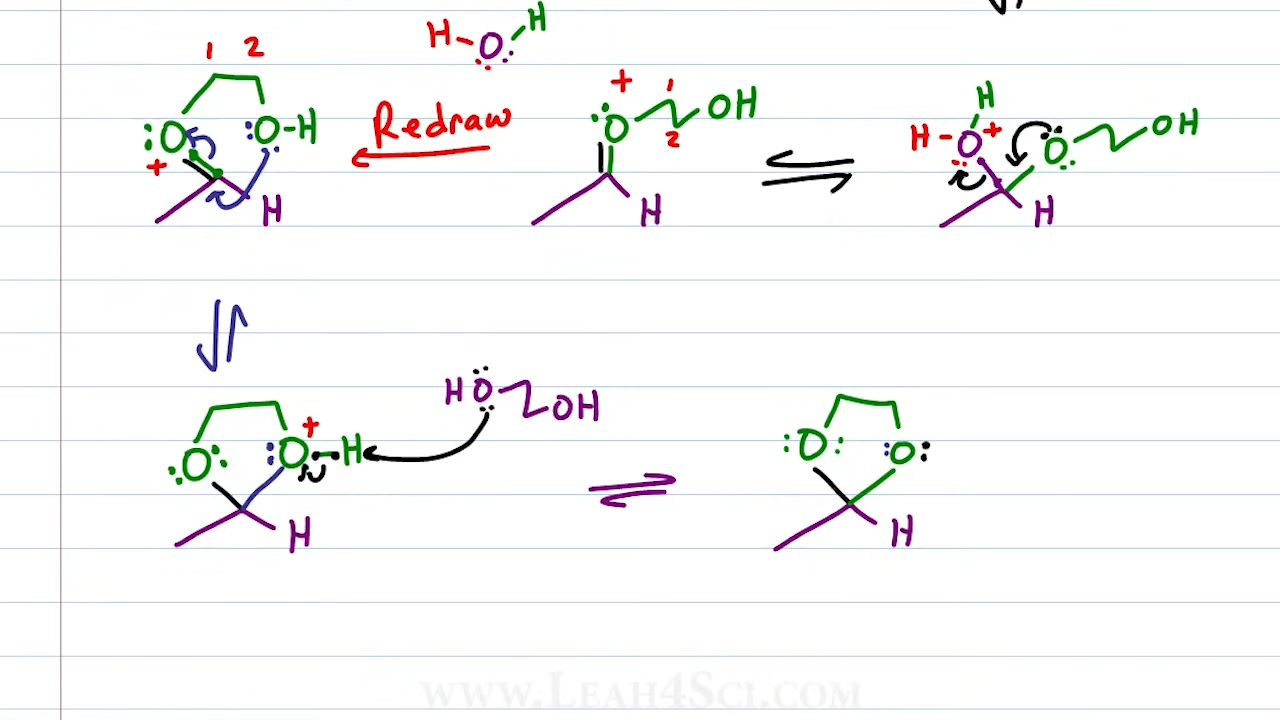 H O H
1 2
+ 1
O O-H Redraw O OH H
+ 2 H-O+ O OH
H H H
HO OH
+
O O-H O O
H H
www.Leah4Sci.com